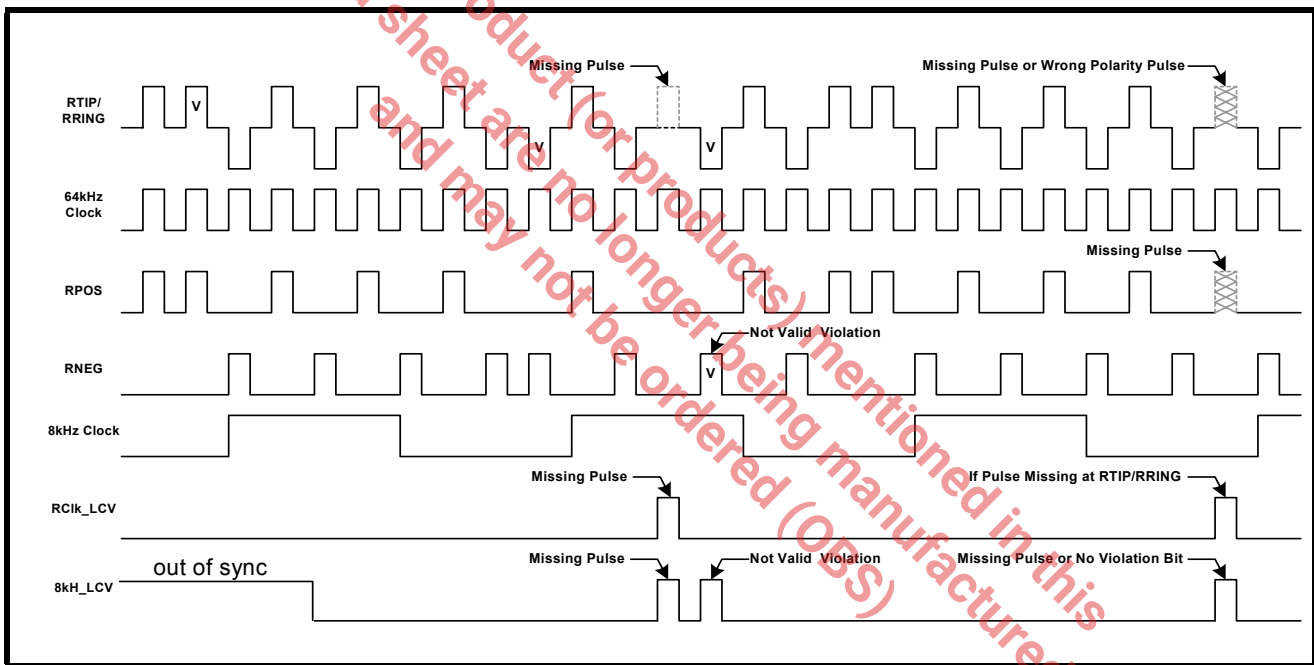 Missing Pulse
Missing Pulse or Wrong Polarity Pulse
RTIP/
RRING
V
V
V
64kHz
Clock
Missing Pulse
RPOS
Not Valid Violation
RNEG
V
8kHz Clock
Missing Pulse
If Pulse Missing at RTIP/RRING
RClk_LCV
out of sync
Missing Pulse
Not Valid Violation
Missing Pulse or No Violation Bit
8kH_LCV
product (or products) mentioned in this
sheet are no longer being manufactured
and may not be ordered (OBS)